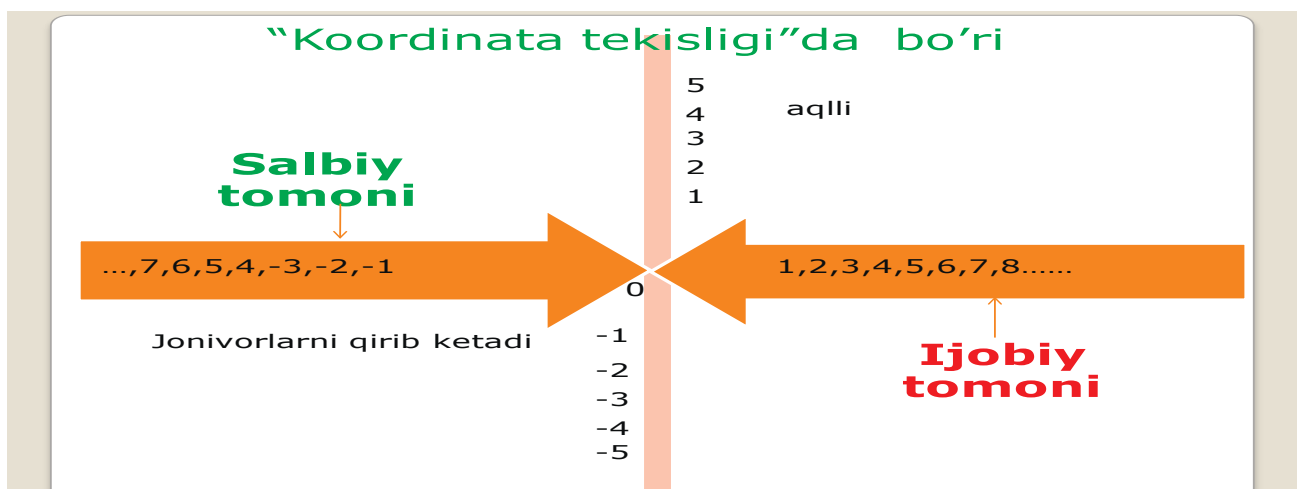 “Koordinata tekisligi”da bo’ri
5
4
aqlli
3
2
1
Salbiy
tomoni
...,7,6,5,4,-3,-2,-1
1,2,3,4,5,6,7,8......
0
Jonivorlarni qirib ketadi
-1
-2
-3
-4
-5
Ijobiy
tomoni